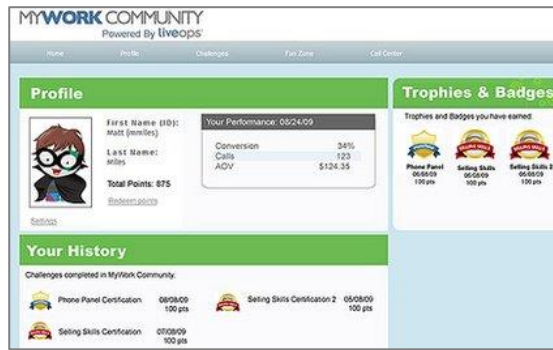 MYWORK COMMUNITY
Powered By liveops
Home Profile Challenges Fan Zone Call Center
Profile
First Name (ID):
Matt (mmiles)
Last Name:
Miles
Total Points: 875
Redeem points
Settings
Your Performance: 08/24/09
Conversion 34%
Calls 123
AOV $124.35
Trophies & Badges
Trophies and Badges you have earned:
Phone Panel
06/08/09
100 pts
Selling Skills
06/08/09
100 pts
Selling Skills 2
05/08/09
100 pts
Your History
Challenges completed in MyWork Community.
Phone Panel Certification 08/08/09
100 pts
Selling Skills Certification 2 05/08/09
100 pts
Selling Skills Certification 07/08/09
100 pts